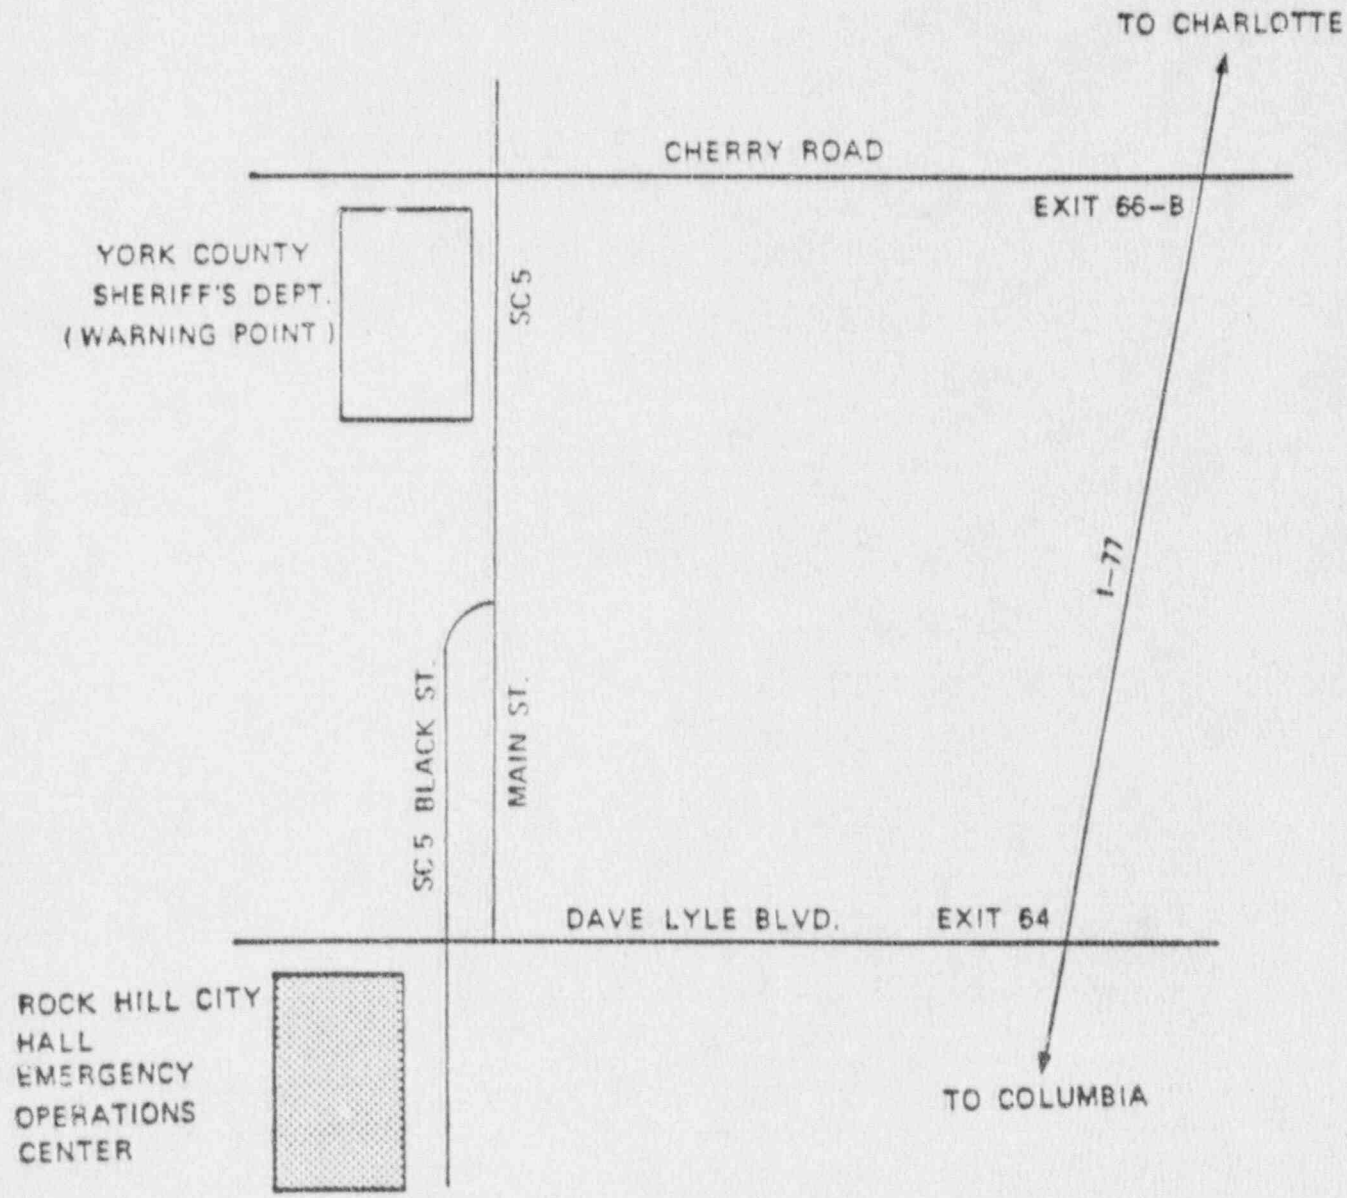 TO CHARLOTTE
CHERRY ROAD
EXIT 66-B
YORK COUNTY
SHERIFF'S DEPT.
(WARNING POINT)
SC 5
I-77
SC 5 BLACK ST.
MAIN ST.
DAVE LYLE BLVD.
EXIT 64
ROCK HILL CITY
HALL
EMERGENCY
OPERATIONS
CENTER
TO COLUMBIA